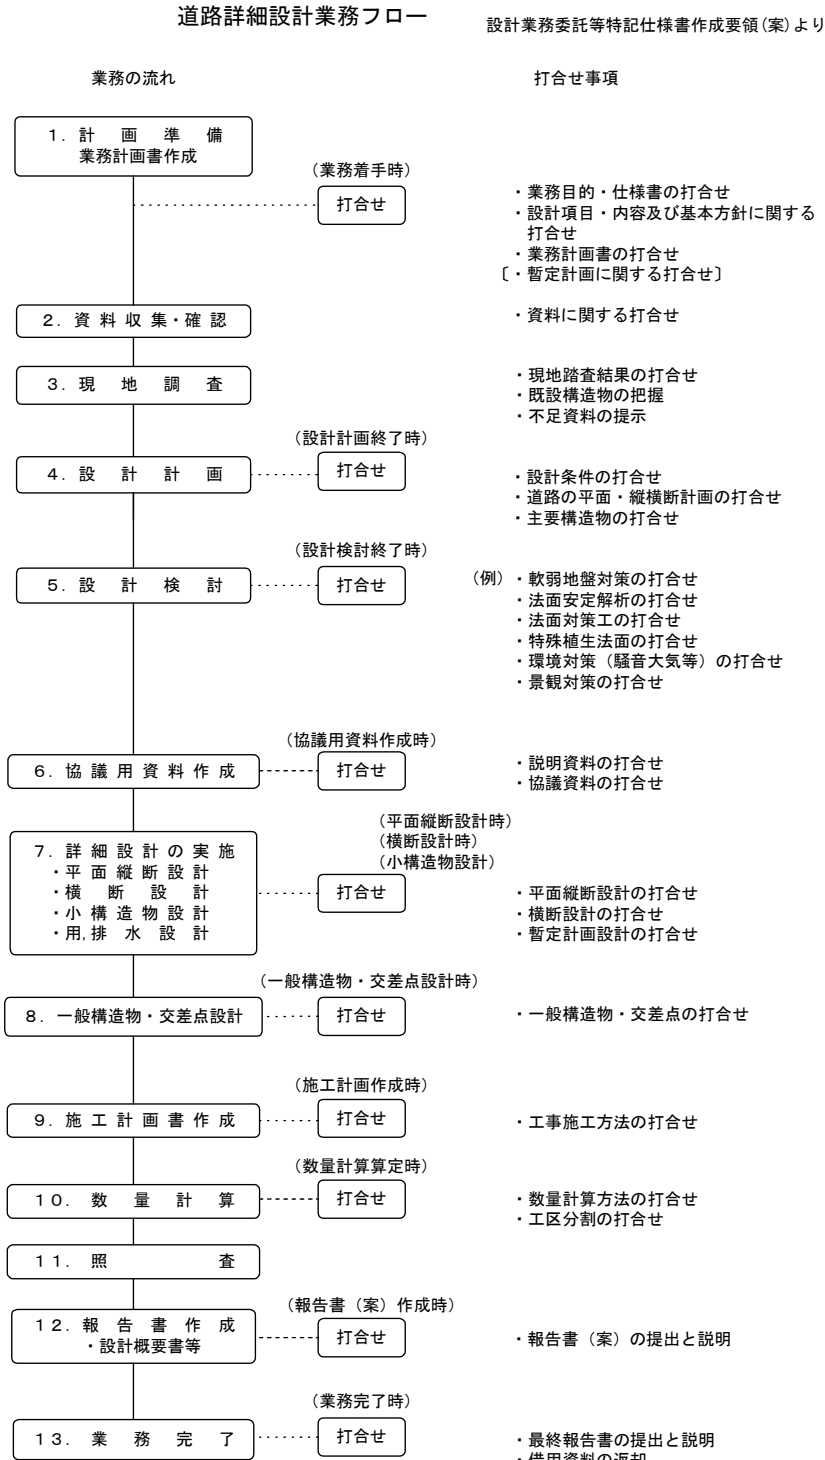 道路詳細設計業務フロー
設計業務委託等特記仕様書作成要領(案)より
業務の流れ
打合せ事項
1. 計画準備
業務計画書作成
(業務着手時)
打合せ
・業務目的・仕様書の打合せ
・設計項目・内容及び基本方針に関する
打合せ
・業務計画書の打合せ
〔・暫定計画に関する打合せ〕
2. 資料収集・確認
・資料に関する打合せ
3. 現地調査
・現地踏査結果の打合せ
・既設構造物の把握
・不足資料の提示
(設計計画終了時)
4. 設計計画
打合せ
・設計条件の打合せ
・道路の平面・縦横断計画の打合せ
・主要構造物の打合せ
(設計検討終了時)
5. 設計検討
打合せ
(例)・軟弱地盤対策の打合せ
・法面安定解析の打合せ
・法面対策工の打合せ
・特殊植生法面の打合せ
・環境対策(騒音大気等)の打合せ
・景観対策の打合せ
(協議用資料作成時)
6. 協議用資料作成
打合せ
・説明資料の打合せ
・協議資料の打合せ
(平面縦断設計時)
(横断設計時)
(小構造物設計)
7. 詳細設計の実施
・平面縦断設計
・横断設計
・小構造物設計
・用,排水設計
打合せ
・平面縦断設計の打合せ
・横断設計の打合せ
・暫定計画設計の打合せ
(一般構造物・交差点設計時)
8. 一般構造物・交差点設計
打合せ
・一般構造物・交差点の打合せ
(施工計画作成時)
9. 施工計画書作成
打合せ
・工事施工方法の打合せ
(数量計算算定時)
10. 数量計算
打合せ
・数量計算方法の打合せ
・工区分割の打合せ
11. 照査
(報告書(案)作成時)
12. 報告書作成
・設計概要書等
打合せ
・報告書(案)の提出と説明
(業務完了時)
13. 業務完了
打合せ
・最終報告書の提出と説明
・借用資料の返却